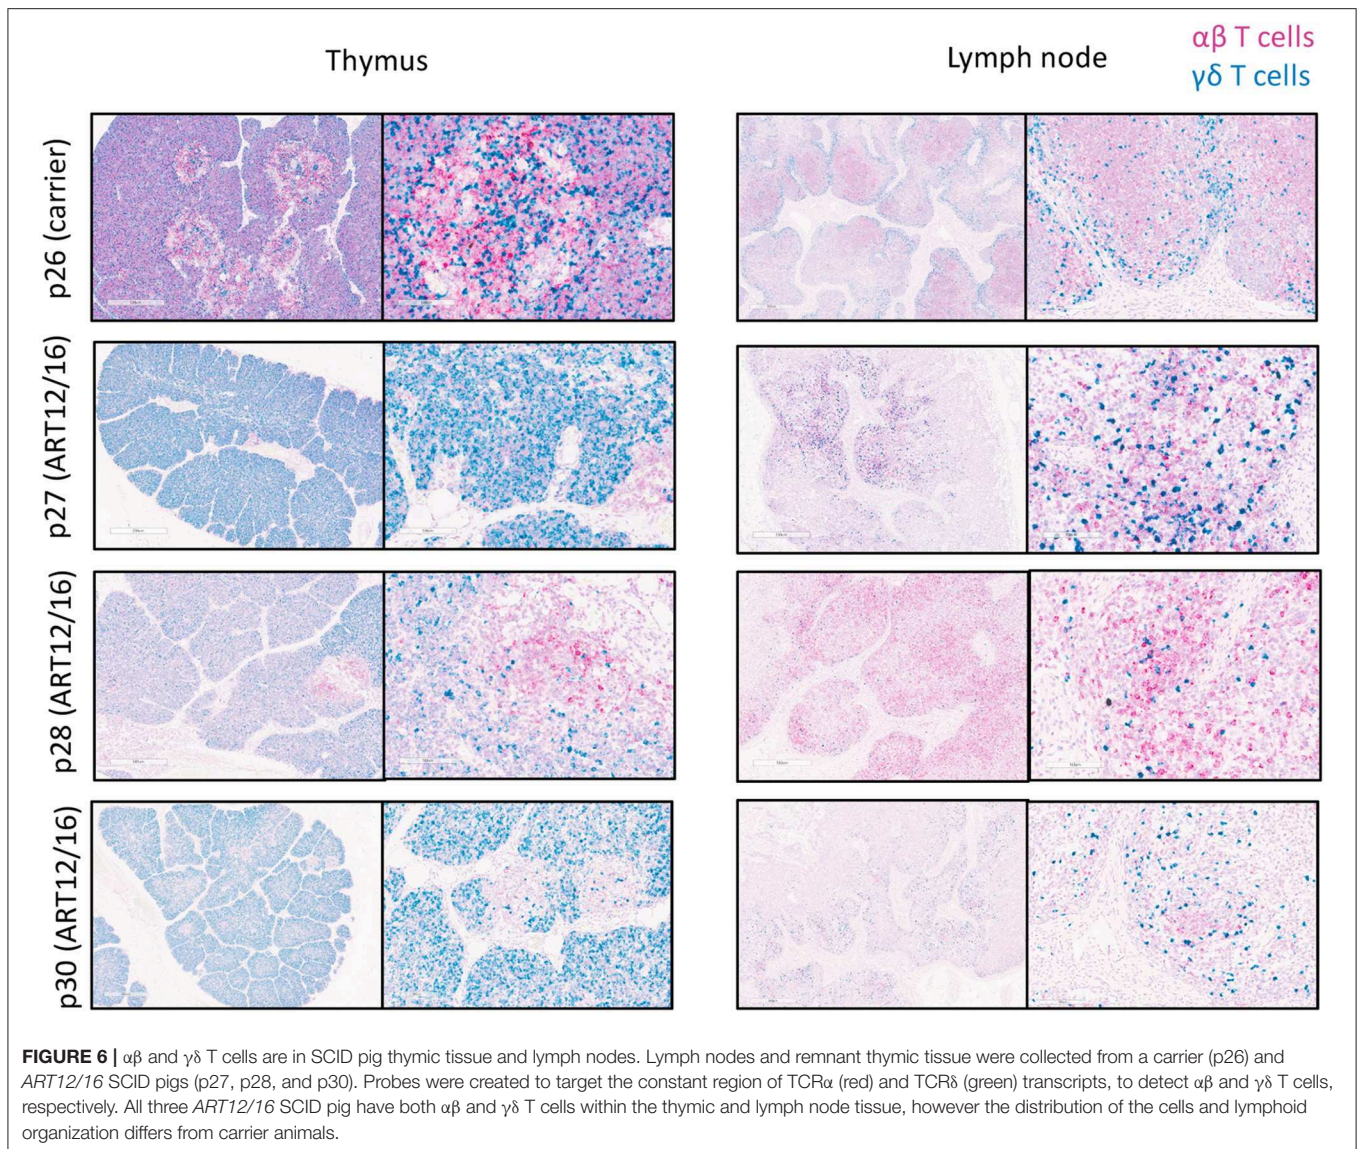 Thymus
Lymph node
αβ T cells
γδ T cells
p26 (carrier)
p27 (ART12/16)
p28 (ART12/16)
p30 (ART12/16)
FIGURE 6 | αβ and γδ T cells are in SCID pig thymic tissue and lymph nodes. Lymph nodes and remnant thymic tissue were collected from a carrier (p26) and
ART12/16 SCID pigs (p27, p28, and p30). Probes were created to target the constant region of TCRα (red) and TCRδ (green) transcripts, to detect αβ and γδ T cells,
respectively. All three ART12/16 SCID pig have both αβ and γδ T cells within the thymic and lymph node tissue, however the distribution of the cells and lymphoid
organization differs from carrier animals.